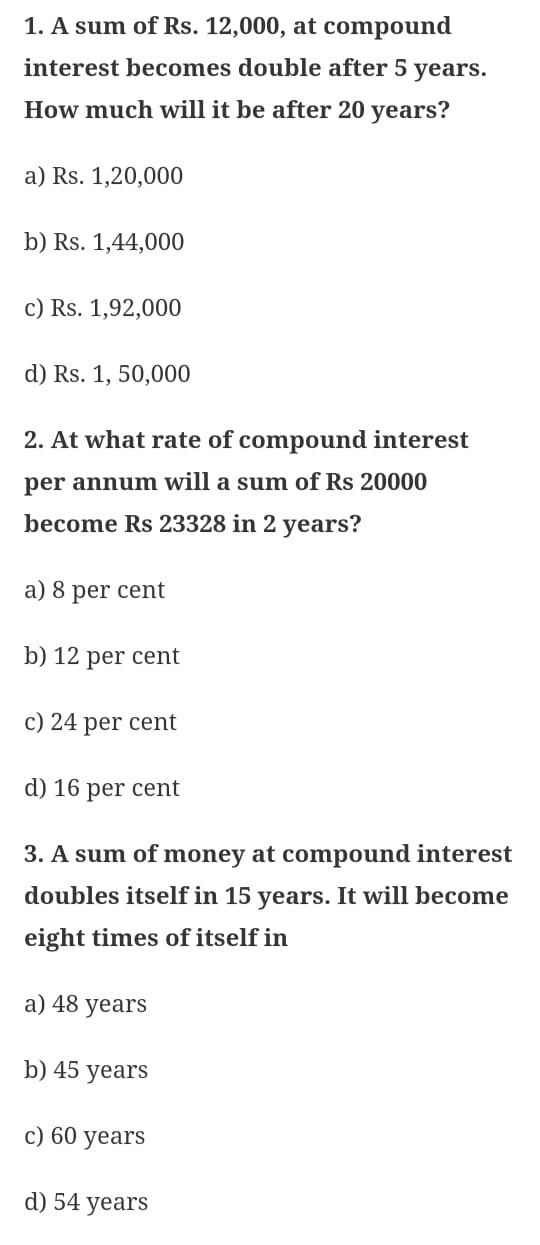 1. A sum of Rs. 12,000, at compound
interest becomes double after 5 years.
How much will it be after 20 years?
a) Rs. 1,20,000
b) Rs. 1,44,000
c) Rs. 1,92,000
d) Rs. 1, 50,000
2. At what rate of compound interest
per annum will a sum of Rs 20000
become Rs 23328 in 2 years?
a) 8 per cent
b) 12 per cent
c) 24 per cent
d) 16 per cent
3. A sum of money at compound interest
doubles itself in 15 years. It will become
eight times of itself in
a) 48 years
b) 45 years
c) 60 years
d) 54 years